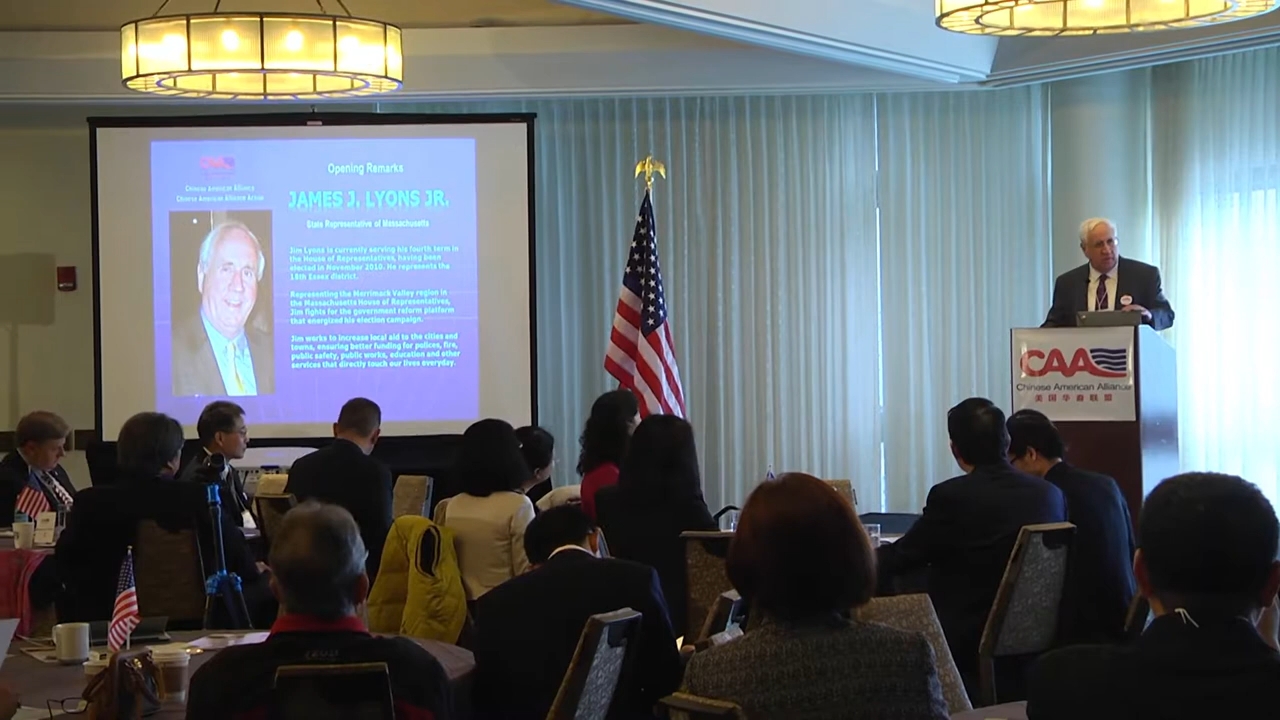 CAA
Chinese American Alliance
Chinese American Alliance Action
Opening Remarks
JAMES J. LYONS JR.
State Representative of Massachusetts
Jim Lyons is currently serving his fourth term in
the House of Representatives, having been
elected in November 2010. He represents the
18th Essex district.
Representing the Merrimack Valley region in
the Massachusetts House of Representatives,
Jim fights for the government reform platform
that energized his election campaign.
Jim works to increase local aid to the cities and
towns, ensuring better funding for polices, fire,
public safety, public works, education and other
services that directly touch our lives everyday.
CAA
Chinese American Alliance
美国华裔联盟